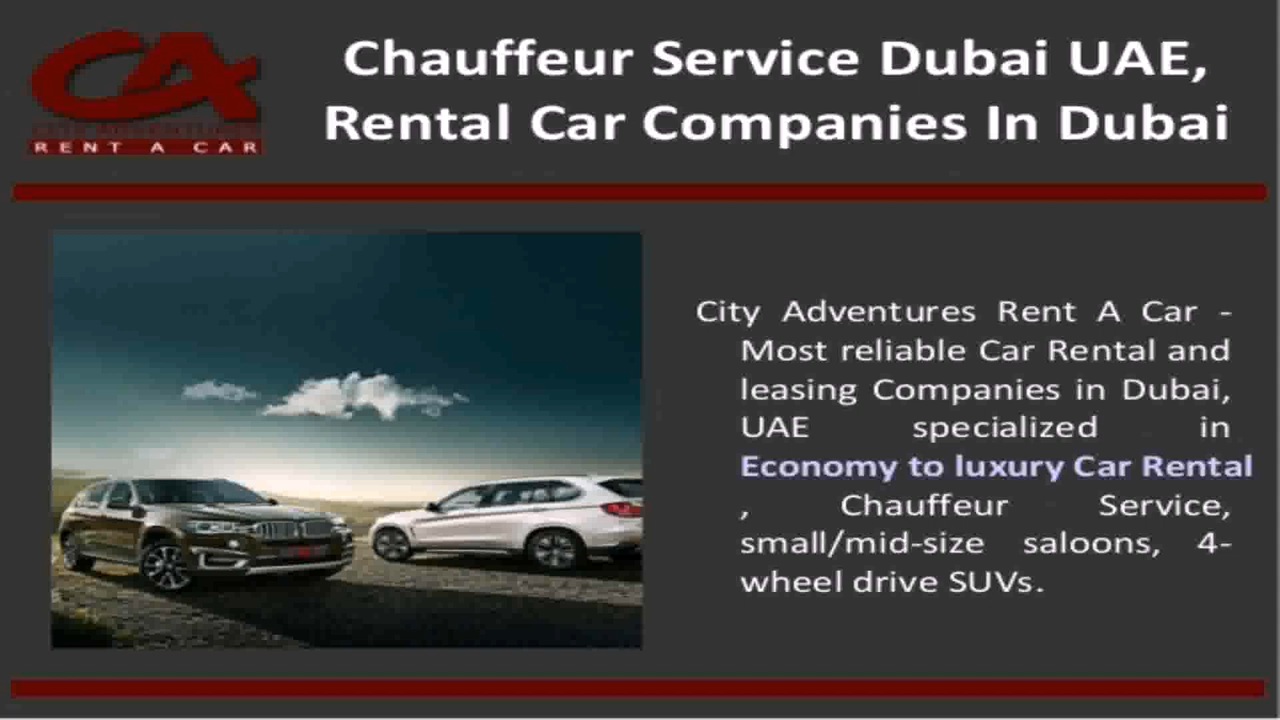 CA
CITY ADVENTURES
RENT A CAR
Chauffeur Service Dubai UAE,
Rental Car Companies In Dubai
City Adventures Rent A Car -
Most reliable Car Rental and
leasing Companies in Dubai,
UAE specialized in
Economy to luxury Car Rental
, Chauffeur Service,
small/mid-size saloons, 4-
wheel drive SUVs.